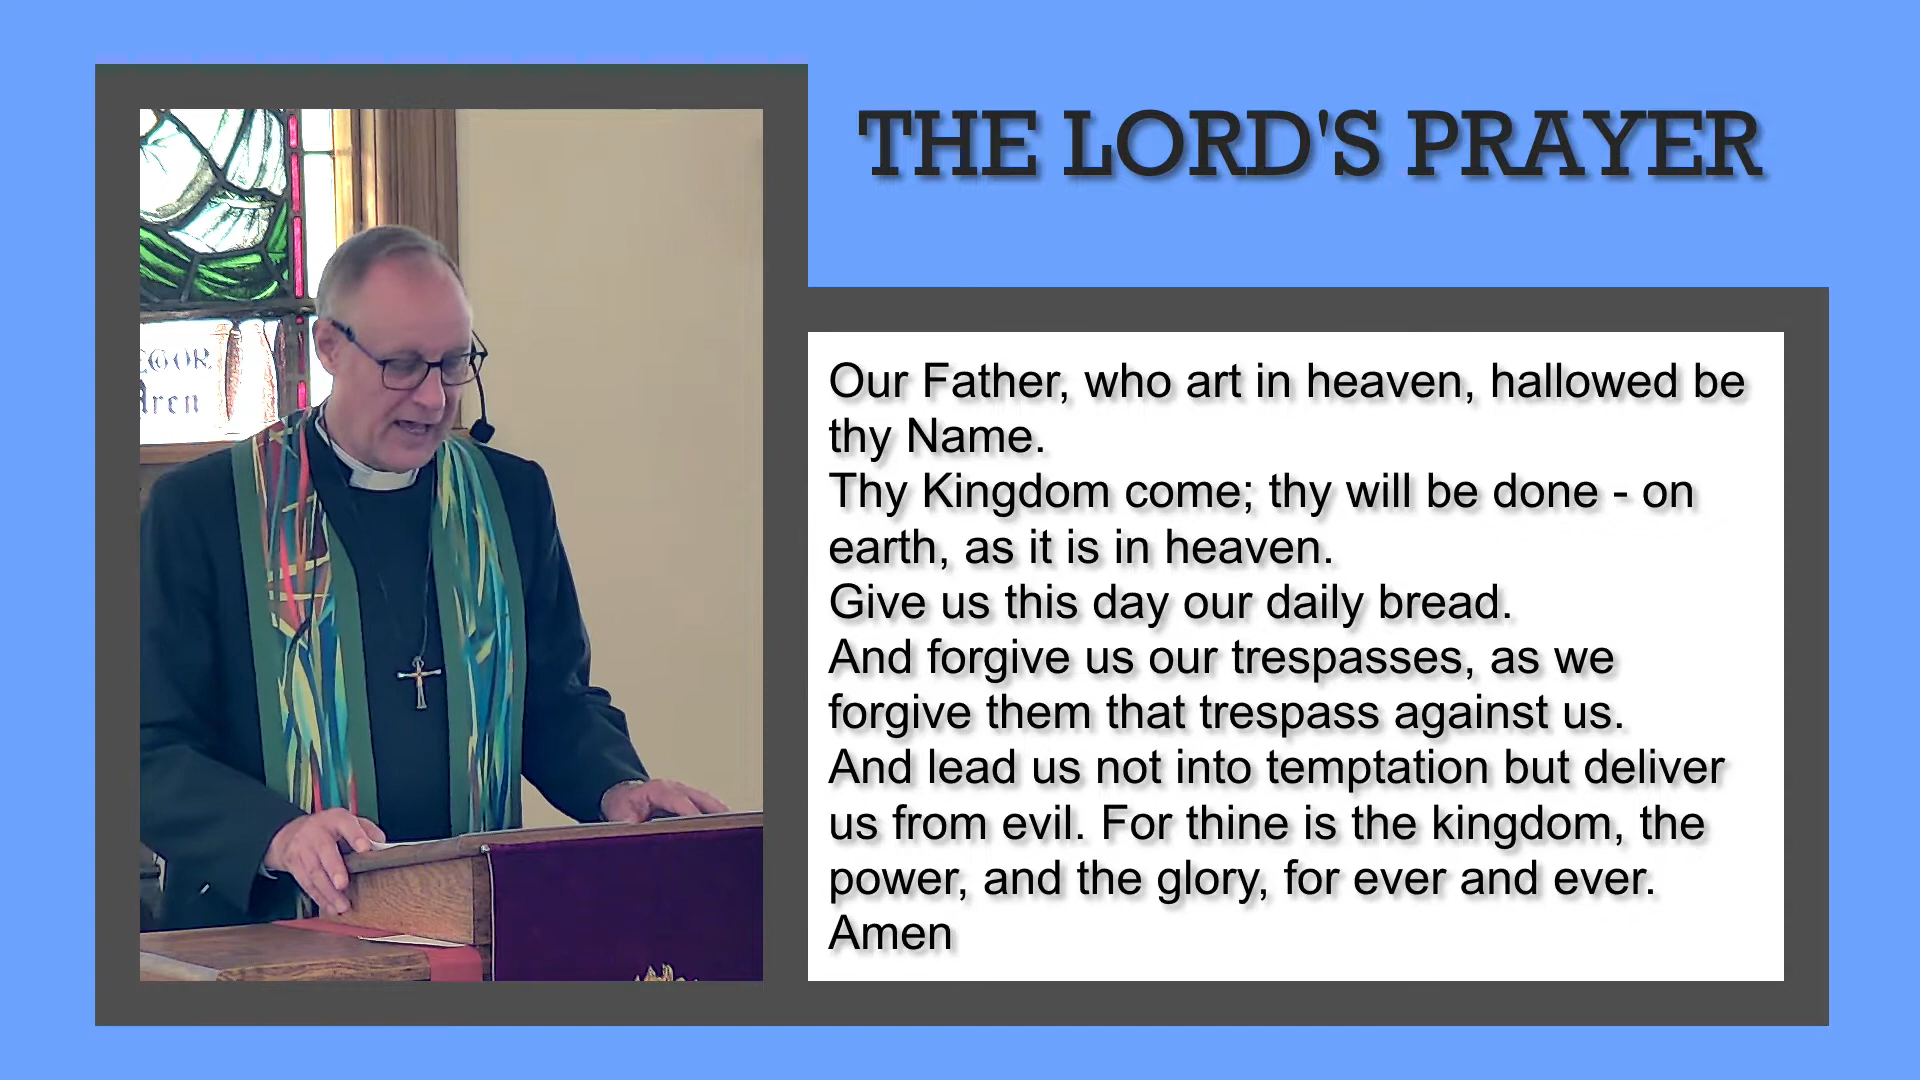 THE LORD'S PRAYER
EGOR
Aren
Our Father, who art in heaven, hallowed be
thy Name.
Thy Kingdom come; thy will be done - on
earth, as it is in heaven.
Give us this day our daily bread.
And forgive us our trespasses, as we
forgive them that trespass against us.
And lead us not into temptation but deliver
us from evil. For thine is the kingdom, the
power, and the glory, for ever and ever.
Amen